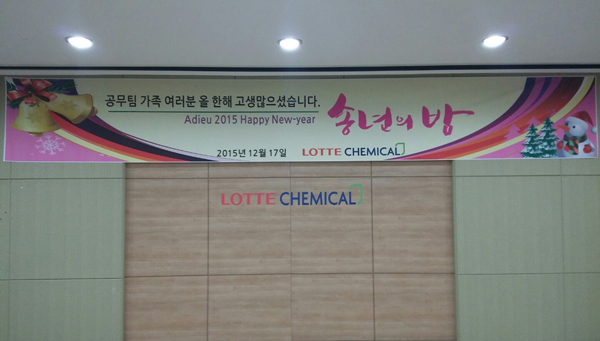 공무팀 가족 여러분 올 한해 고생많으셨습니다.
Adieu 2015 Happy New-year
송년의 밤
2015년 12월 17일
LOTTE CHEMICAL
LOTTE CHEMICAL